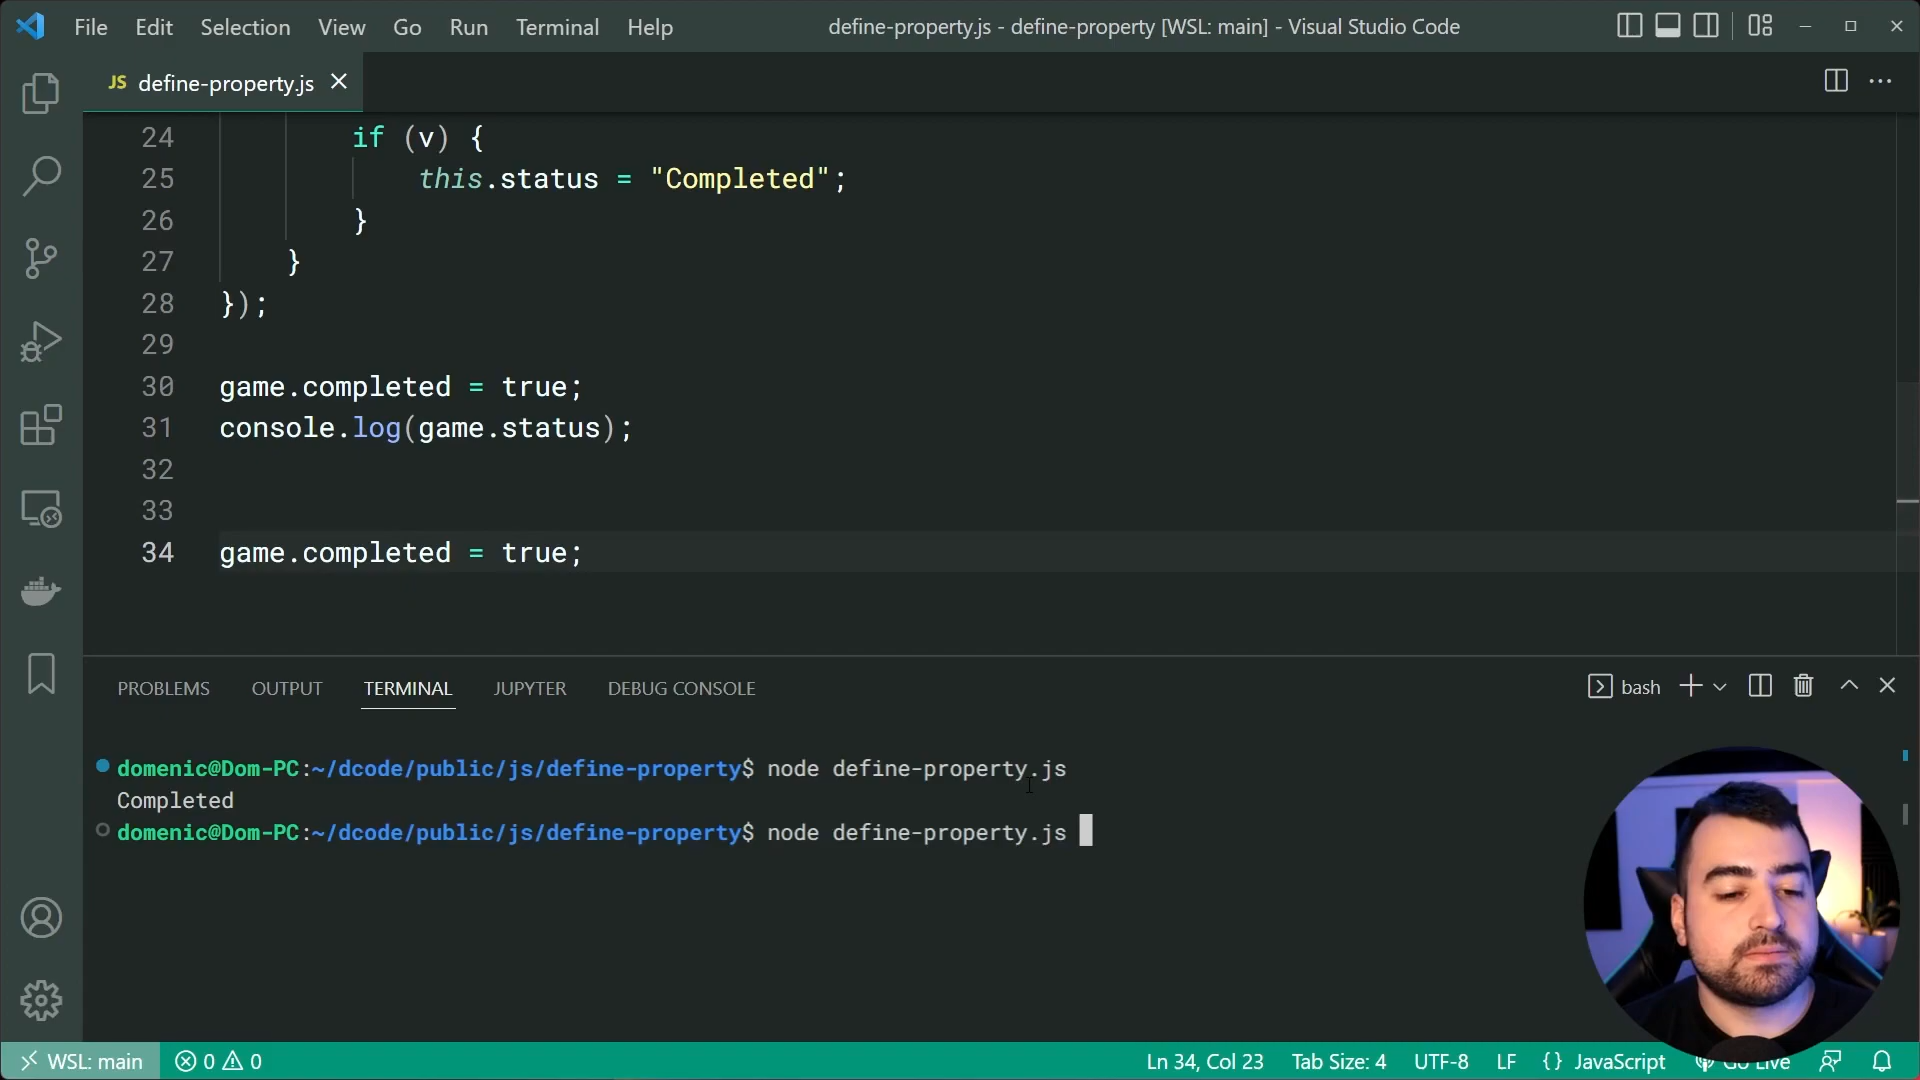 File Edit Selection View Go Run Terminal Help define-property.js - define-property [WSL: main] - Visual Studio Code
JS define-property.js
24 if (v) {
25 this.status = "Completed";
26 }
27 }
28 });
29
30 game.completed = true;
31 console.log(game.status);
32
33
34 game.completed = true;
PROBLEMS OUTPUT TERMINAL JUPYTER DEBUG CONSOLE bash
domenic@Dom-PC:~/dcode/public/js/define-property$ node define-property.js
Completed
domenic@Dom-PC:~/dcode/public/js/define-property$ node define-property.js
WSL: main 0 0 Ln 34, Col 23 Tab Size: 4 UTF-8 LF {} JavaScript Go Live